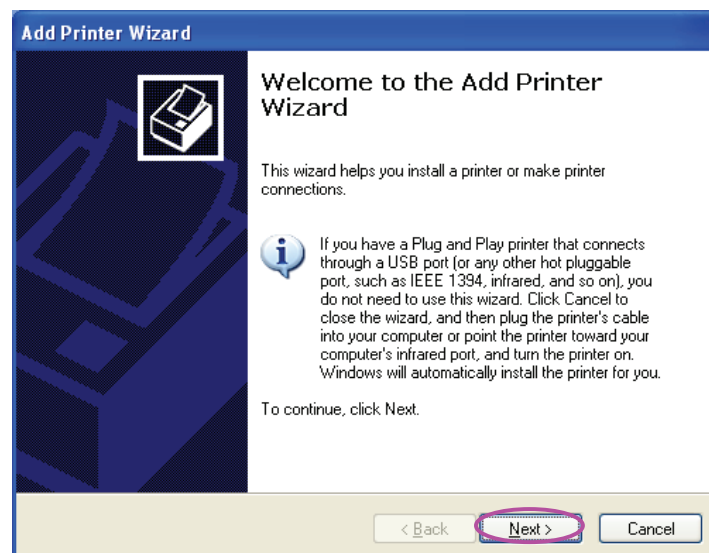 Add Printer Wizard
Welcome to the Add Printer
Wizard
This wizard helps you install a printer or make printer
connections.
If you have a Plug and Play printer that connects
through a USB port (or any other hot pluggable
port, such as IEEE 1394, infrared, and so on), you
do not need to use this wizard. Click Cancel to
close the wizard, and then plug the printer's cable
into your computer or point the printer toward your
computer's infrared port, and turn the printer on.
Windows will automatically install the printer for you.
To continue, click Next.
< Back Next > Cancel